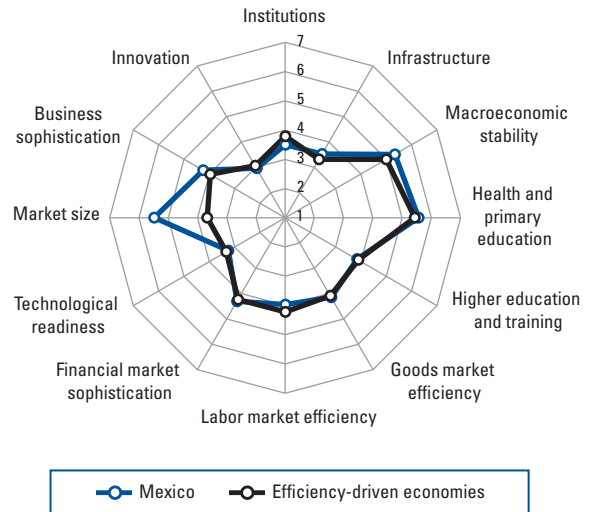 Institutions
7
6
5
4
3
2
1
Innovation
Infrastructure
Business
sophistication
Macroeconomic
stability
Market size
Health and
primary
education
Technological
readiness
Higher education
and training
Financial market
sophistication
Goods market
efficiency
Labor market efficiency
Mexico
Efficiency-driven economies